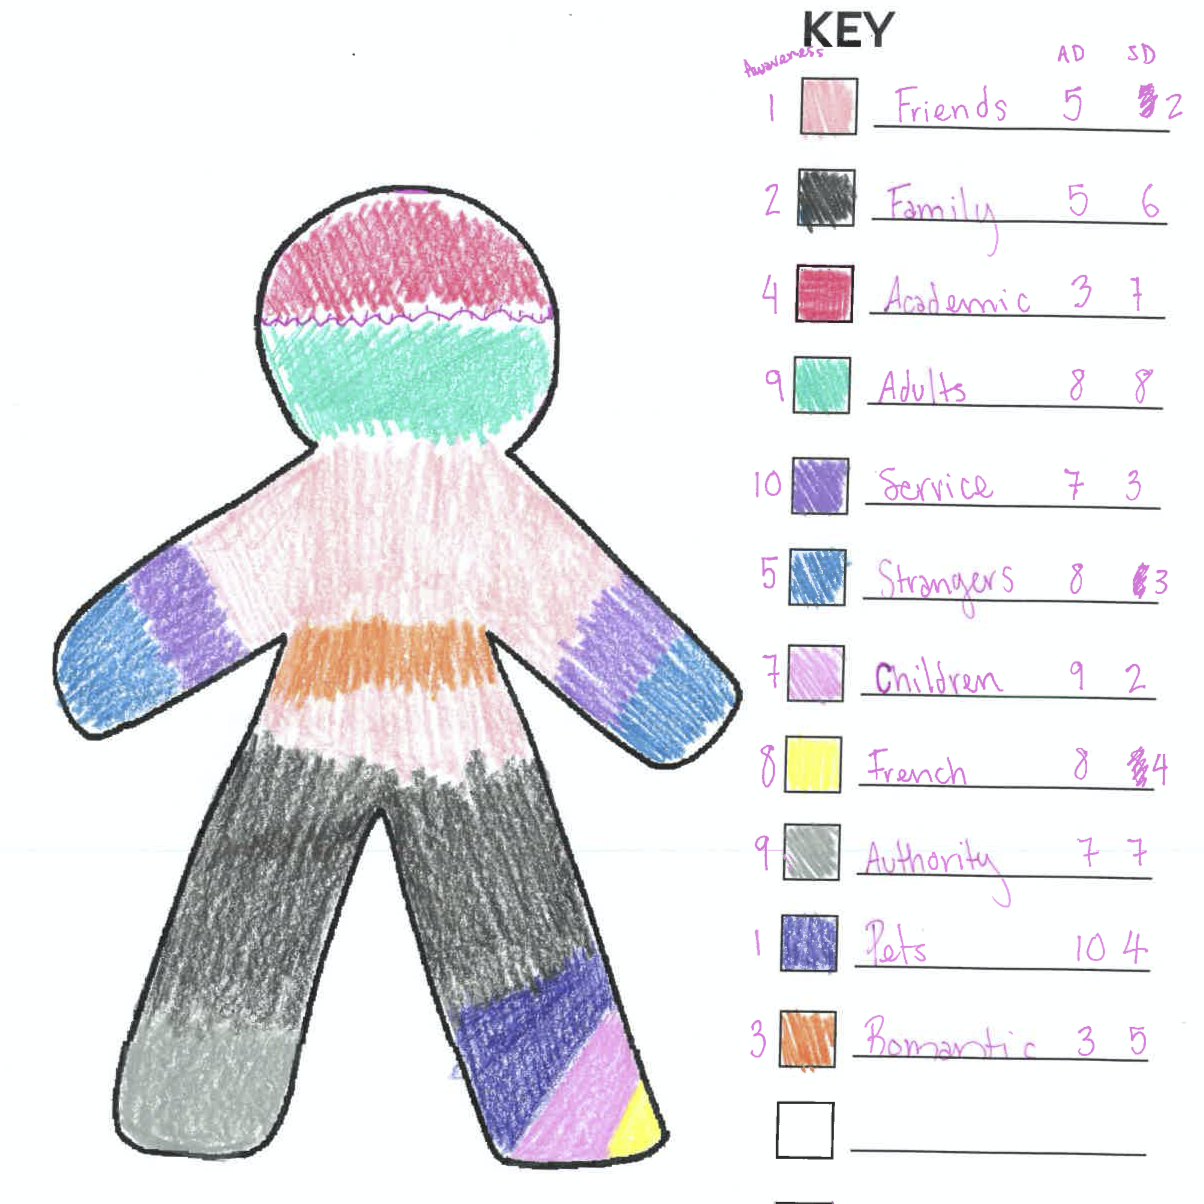 KEY
Awareness AD SD
1 Friends 5 2
2 Family 5 6
4 Academic 3 7
9 Adults 8 8
10 Service 7 3
5 Strangers 8 3
7 Children 9 2
8 French 8 4
9 Authority 7 7
1 Pets 10 4
3 Romantic 3 5